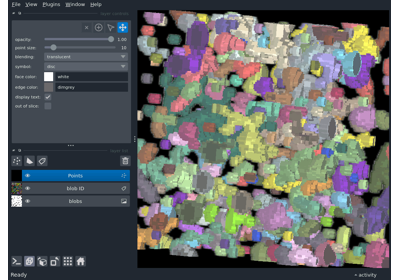 File View Plugins Window Help
opacity: 1.00
point size: 10
blending: translucent
symbol: disc
face color: white
edge color: dimgrey
display text: ✓
out of slice:
Points
blob ID
blobs
Ready
activity